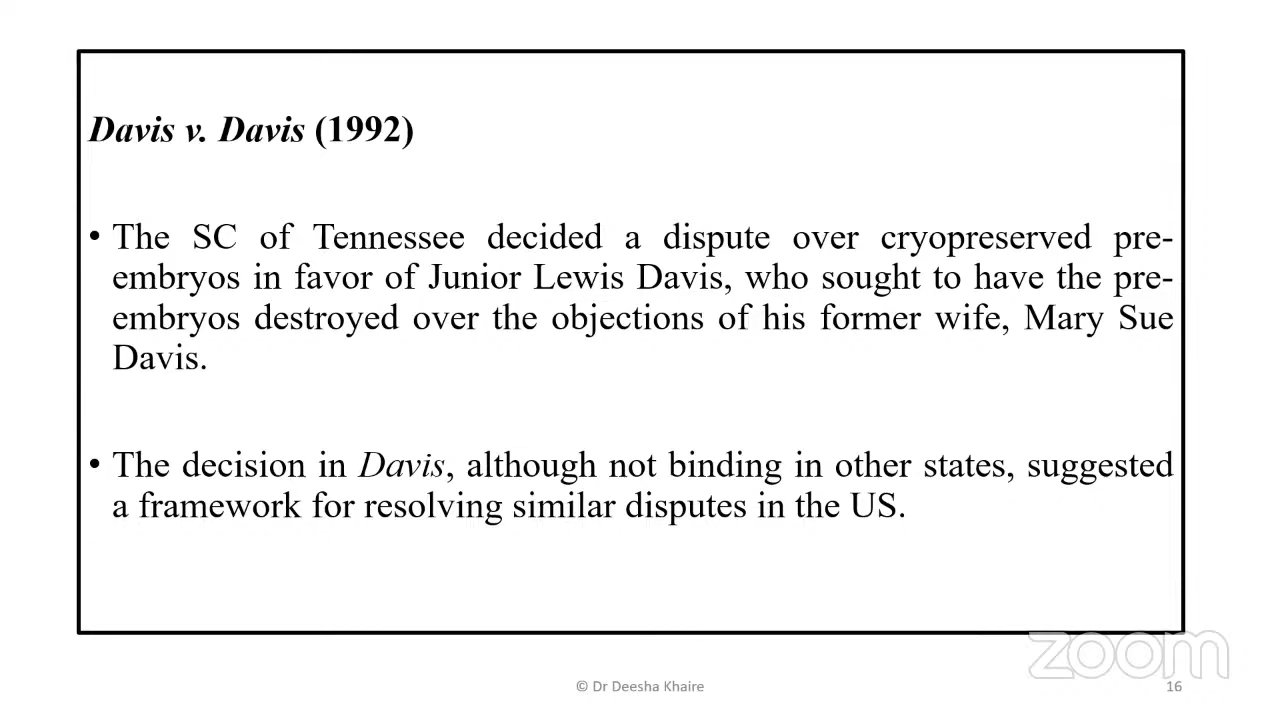 Davis v. Davis (1992)
• The SC of Tennessee decided a dispute over cryopreserved pre-
embryos in favor of Junior Lewis Davis, who sought to have the pre-
embryos destroyed over the objections of his former wife, Mary Sue
Davis.
• The decision in Davis, although not binding in other states, suggested
a framework for resolving similar disputes in the US.
zoom
© Dr Deesha Khaire
16